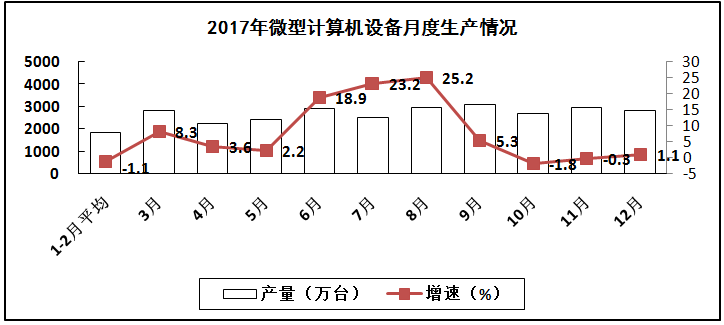 2017年微型计算机设备月度生产情况
5000
4000
3000
2000
1000
0
30
25
20
15
10
5
0
-5
-1.1
8.3
3.6
2.2
18.9
23.2
25.2
5.3
-1.8
-0.3
1.1
1-2月平均
3月
4月
5月
6月
7月
8月
9月
10月
11月
12月
产量（万台） 增速（%）